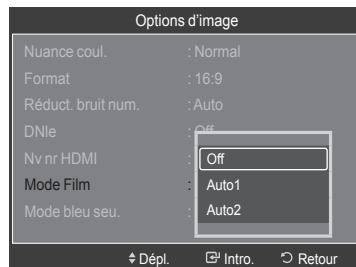 Options d’image
Nuance coul. : Normal
Format : 16:9
Réduct. bruit num. : Auto
DNIe : Off
Nv nr HDMI :
Off
Mode Film : Auto1
Mode bleu seu. : Auto2
Dépl. Intro. Retour